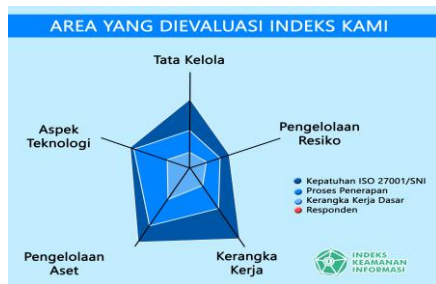 AREA YANG DIEVALUASI INDEKS KAMI
Tata Kelola
Pengelolaan
Resiko
Aspek
Teknologi
Kepatuhan ISO 27001/SNI
Proses Penerapan
Kerangka Kerja Dasar
Responden
Pengelolaan
Aset
Kerangka
Kerja
INDEKS
KEAMANAN
INFORMASI